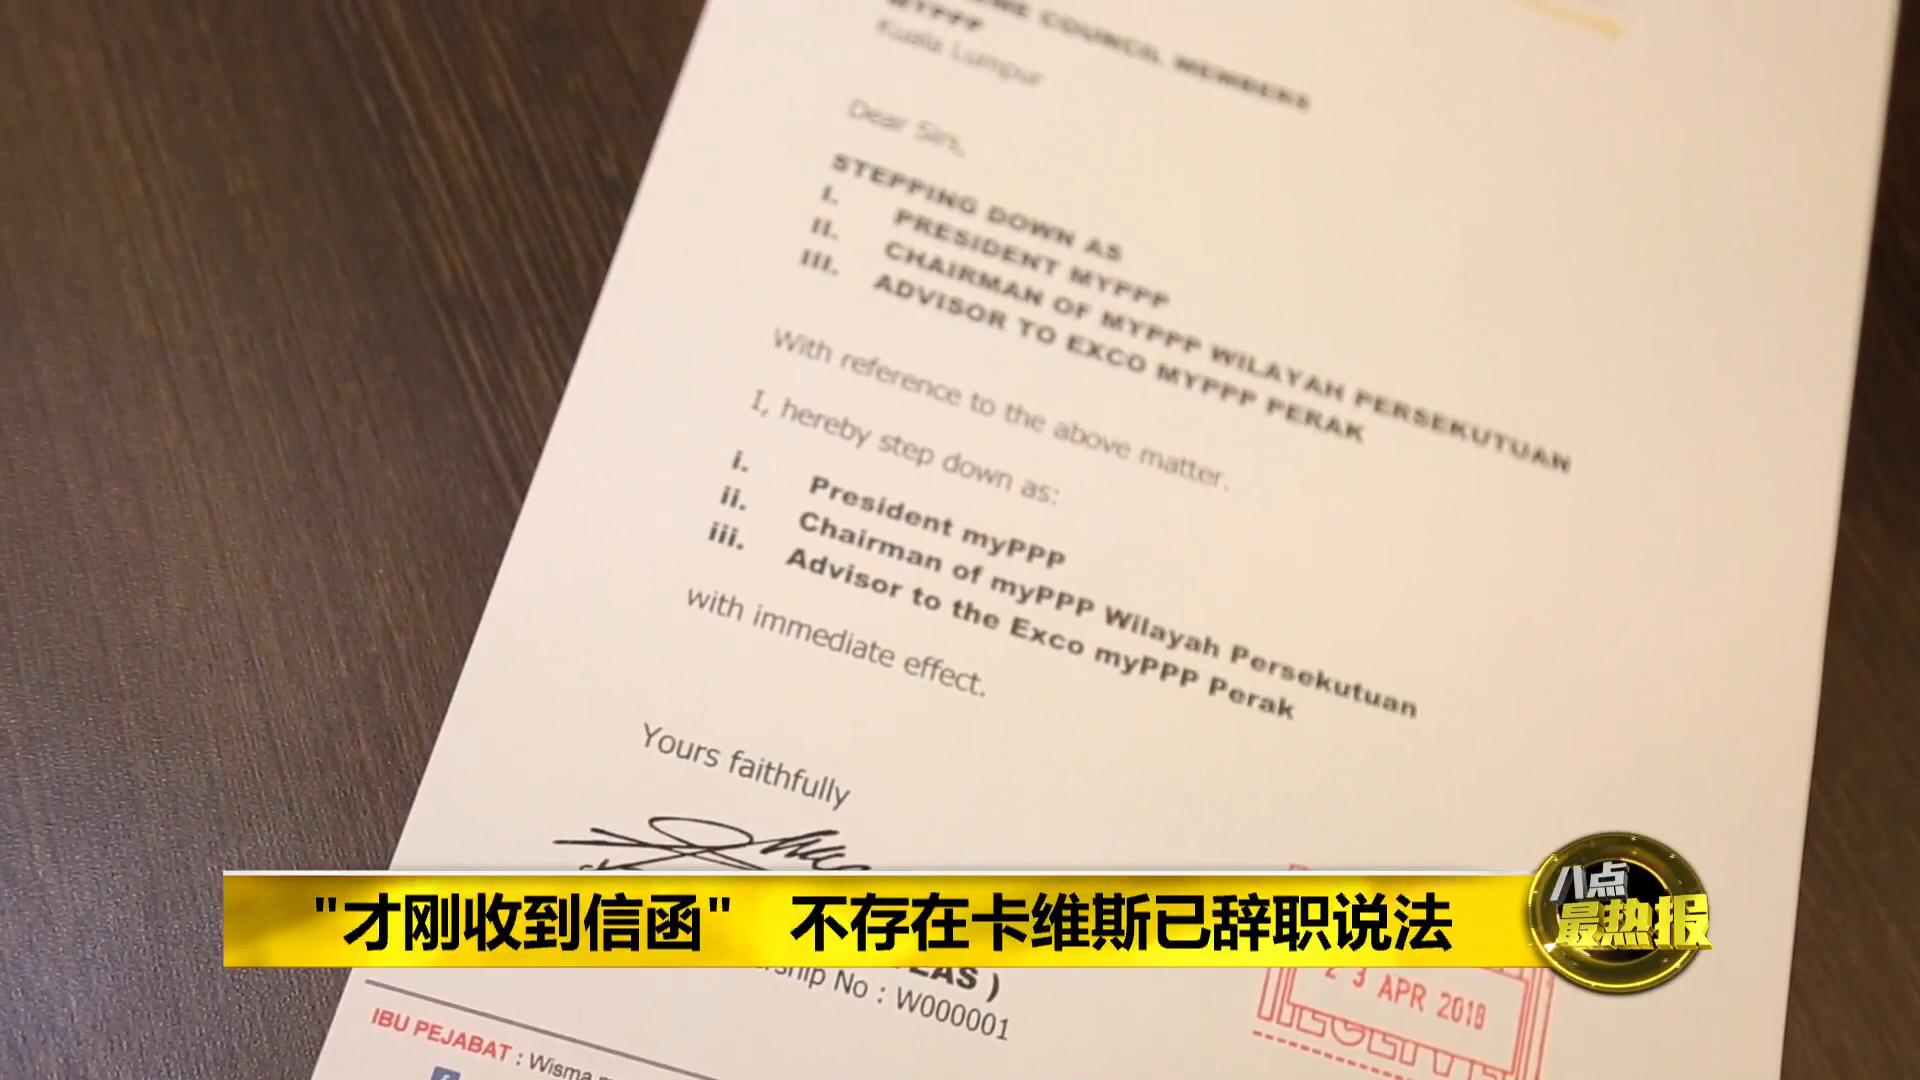 COUNCIL MEMBERS
MYPPP
Kuala Lumpur
Dear Sirs,
STEPPING DOWN AS
I. PRESIDENT MYPPP
II. CHAIRMAN OF MYPPP WILAYAH PERSEKUTUAN
III. ADVISOR TO EXCO MYPPP PERAK
With reference to the above matter.
I, hereby step down as:
i. President myPPP
ii. Chairman of myPPP Wilayah Persekutuan
iii. Advisor to the Exco myPPP Perak
with immediate effect.
Yours faithfully
"才刚收到信函" 不存在卡维斯已辞职说法
八点
最热报
No : W000001
23 APR 2018
IBU PEJABAT : Wisma